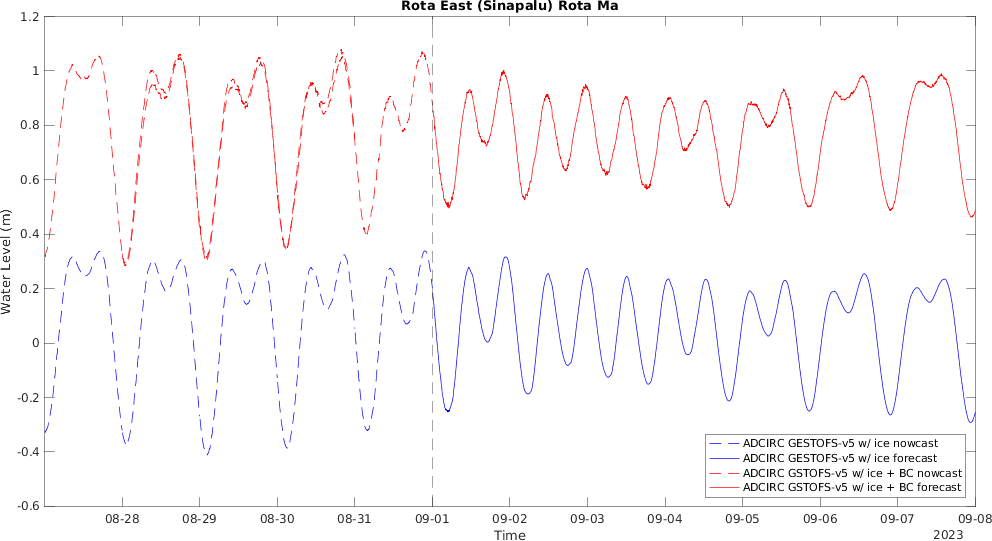 Rota East (Sinapalu) Rota Ma
1.2
1
0.8
0.6
0.4
0.2
0
-0.2
-0.4
-0.6
Water Level (m)
ADCIRC GESTOFS-v5 w/ ice nowcast
ADCIRC GESTOFS-v5 w/ ice forecast
ADCIRC GSTOFS-v5 w/ ice + BC nowcast
ADCIRC GSTOFS-v5 w/ ice + BC forecast
08-28 08-29 08-30 08-31 09-01 09-02 09-03 09-04 09-05 09-06 09-07 09-08
Time
2023